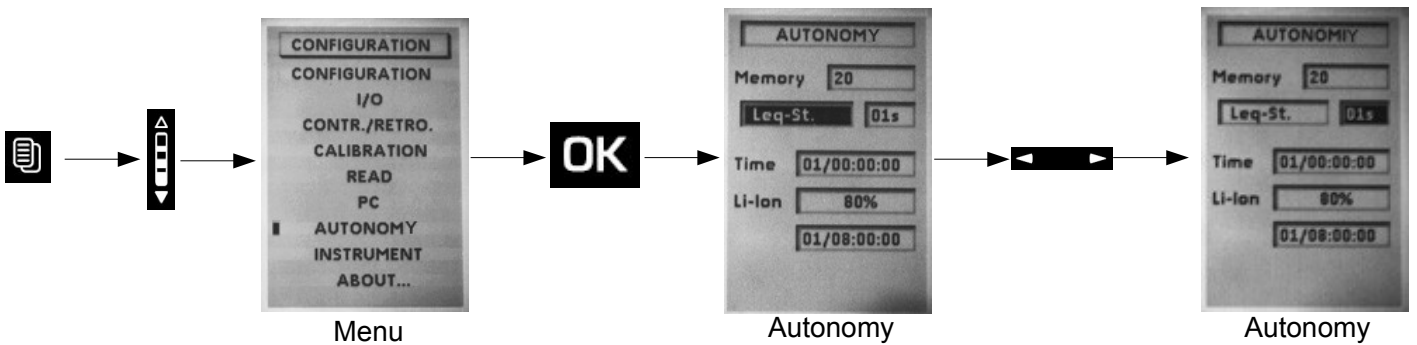 CONFIGURATION
CONFIGURATION
I/O
CONTR./RETRO.
CALIBRATION
READ
PC
AUTONOMY
INSTRUMENT
ABOUT...
Menu
OK
AUTONOMY
Memory 20
Leq-St. 01s
Time 01/00:00:00
Li-Ion 80%
01/08:00:00
Autonomy
AUTONOMIY
Memory 20
Leq-St. 01s
Time 01/00:00:00
Li-Ion 80%
01/08:00:00
Autonomy